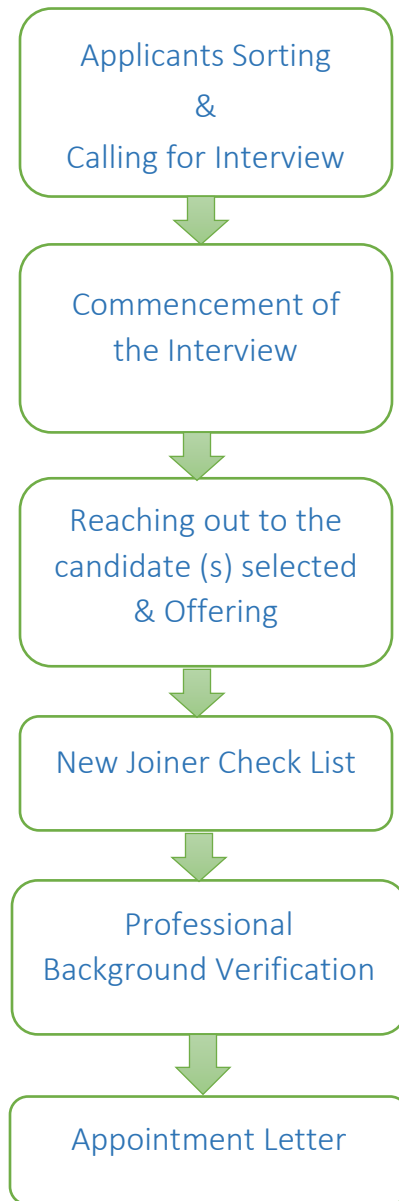 Applicants Sorting
&
Calling for Interview
Commencement of
the Interview
Reaching out to the
candidate (s) selected
& Offering
New Joiner Check List
Professional
Background Verification
Appointment Letter